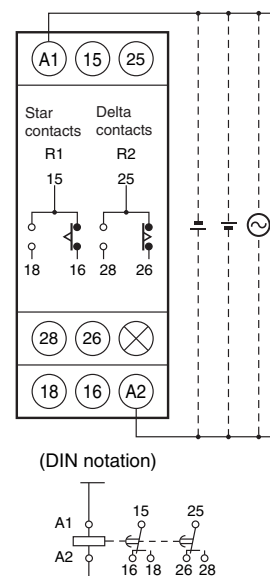 A1 15 25
Star contacts
Delta contacts
R1 R2
15 25
18 16 28 26
28 26
18 16 A2
(DIN notation)
15 25
A1
A2
16 18 26 28